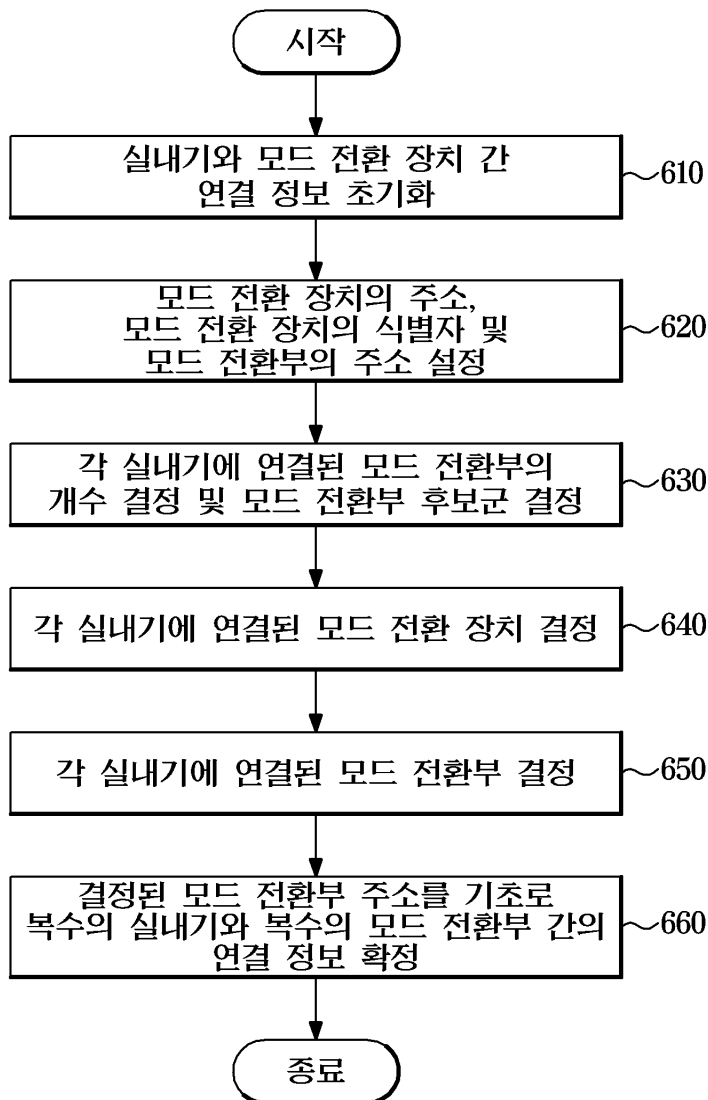 시작
실내기와 모드 전환 장치 간
연결 정보 초기화
610
모드 전환 장치의 주소,
모드 전환 장치의 식별자 및
모드 전환부의 주소 설정
620
각 실내기에 연결된 모드 전환부의
개수 결정 및 모드 전환부 후보군 결정
630
각 실내기에 연결된 모드 전환 장치 결정
640
각 실내기에 연결된 모드 전환부 결정
650
결정된 모드 전환부 주소를 기초로
복수의 실내기와 복수의 모드 전환부 간의
연결 정보 확정
660
종료